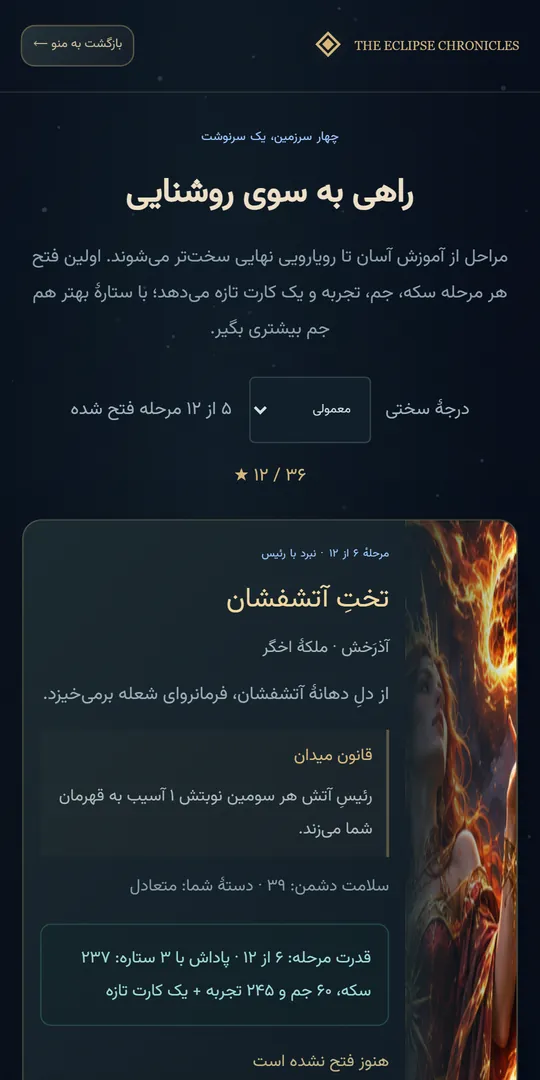 THE ECLIPSE CHRONICLES
بازگشت به منو ←
چهار سرزمین، یک سرنوشت
راهی به سوی روشنایی
مراحل از آموزش آسان تا رویارویی نهایی سخت‌تر می‌شوند. اولین فتح
هر مرحله سکه، جم، تجربه و یک کارت تازه می‌دهد؛ با ستارهٔ بهتر هم
جم بیشتری بگیر.
درجهٔ سختی معمولی ۵ از ۱۲ مرحله فتح شده
★ ۱۲ / ۳۶
مرحلهٔ ۶ از ۱۲ · نبرد با رئیس
تختِ آتشفشان
آذرَخش · ملکهٔ اخگر
از دلِ دهانهٔ آتشفشان، فرمانروای شعله برمی‌خیزد.
قانون میدان
رئیسِ آتش هر سومین نوبتش ۱ آسیب به قهرمان
شما می‌زند.
سلامت دشمن: ۳۹ · دستهٔ شما: متعادل
قدرت مرحله: ۶ از ۱۲ · پاداش با ۳ ستاره: ۲۳۷
سکه، ۶۰ جم و ۲۴۵ تجربه + یک کارت تازه
هنوز فتح نشده است